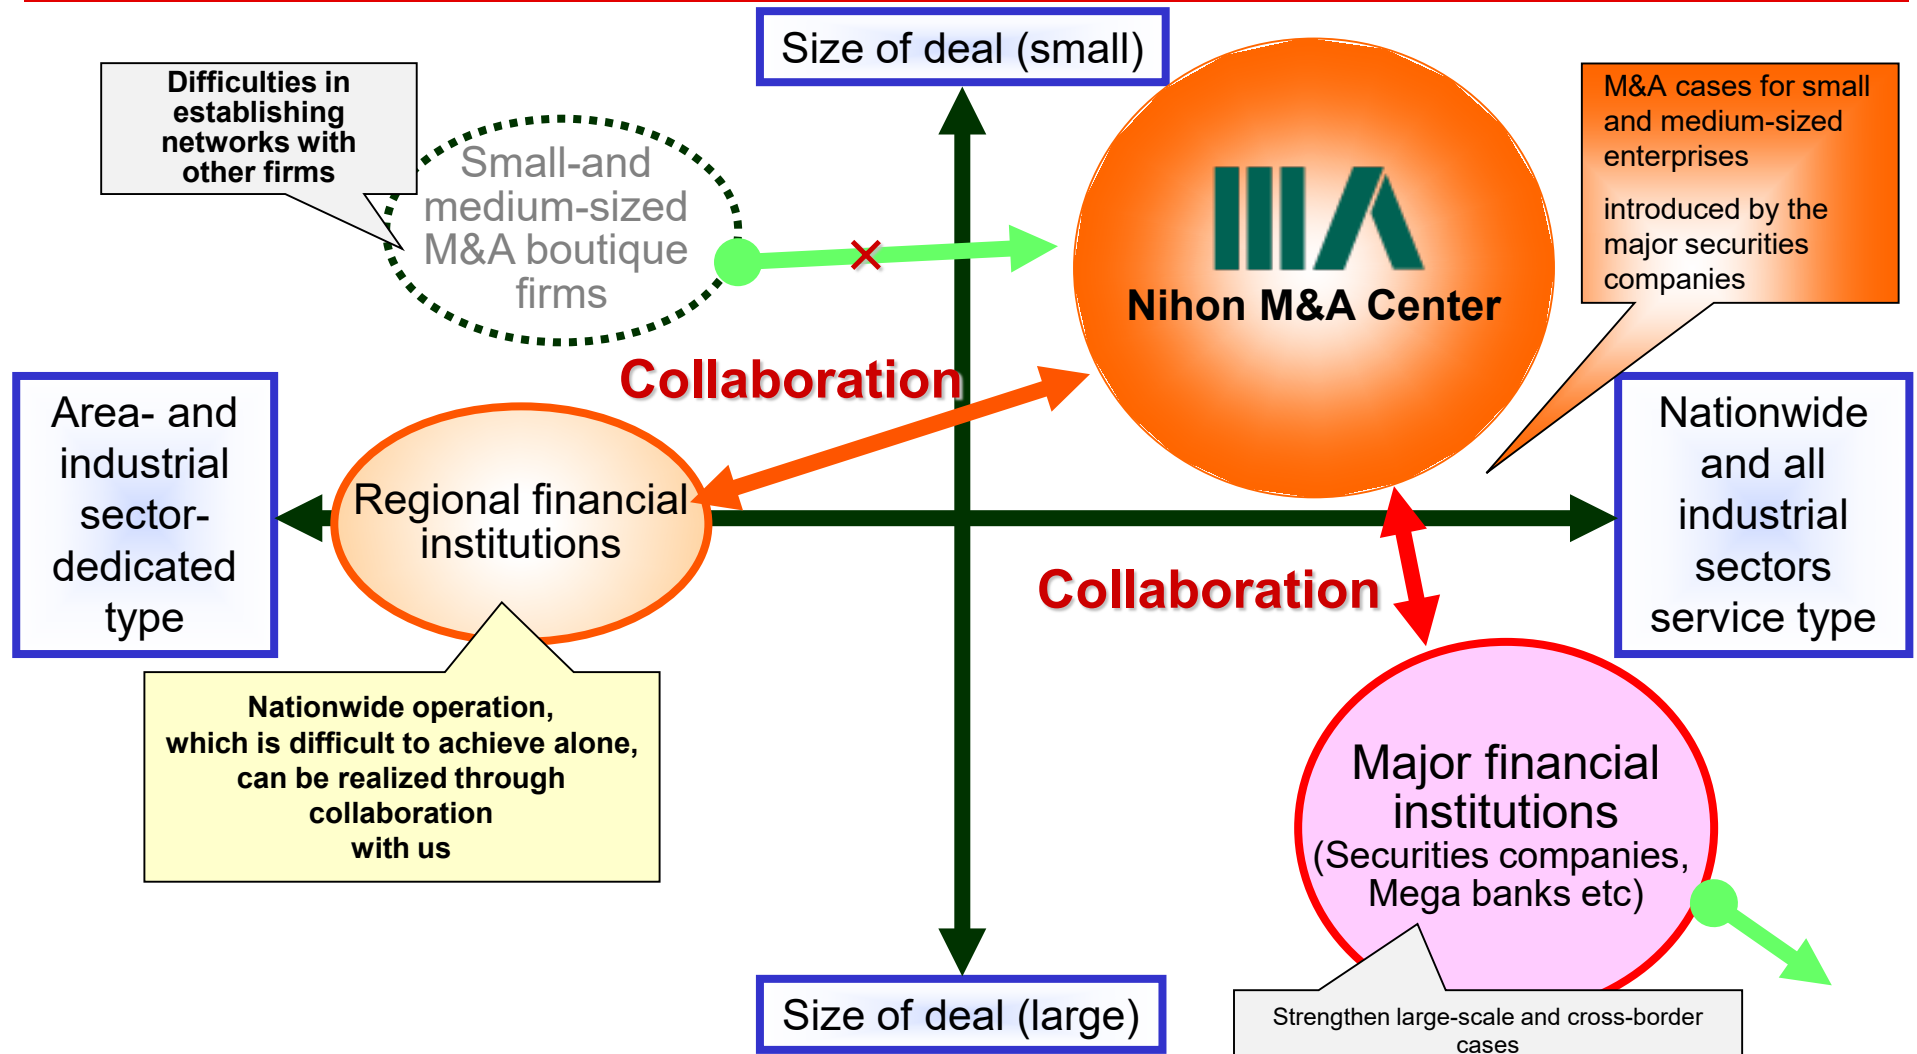 Size of deal (small)
Difficulties in
establishing
networks with
other firms
Small-and
medium-sized
M&A boutique
firms
Nihon M&A Center
M&A cases for small
and medium-sized
enterprises
introduced by the
major securities
companies
Collaboration
Area- and
industrial
sector-
dedicated
type
Regional financial
institutions
Nationwide
and all
industrial
sectors
service type
Collaboration
Nationwide operation,
which is difficult to achieve alone,
can be realized through
collaboration
with us
Major financial
institutions
(Securities companies,
Mega banks etc)
Size of deal (large)
Strengthen large-scale and cross-border
cases